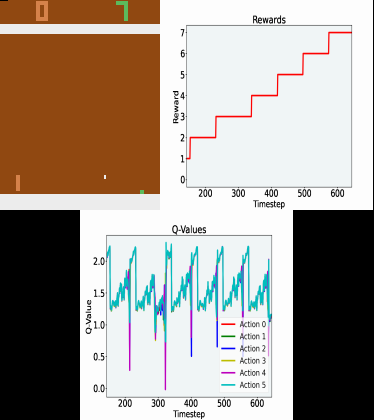 0 7
Rewards
7
6
5
4
3
2
1
0
Reward
200 300 400 500 600
Timestep
Q-Values
2.0
1.5
1.0
0.5
0.0
Q-Value
Action 0
Action 1
Action 2
Action 3
Action 4
Action 5
200 300 400 500 600
Timestep